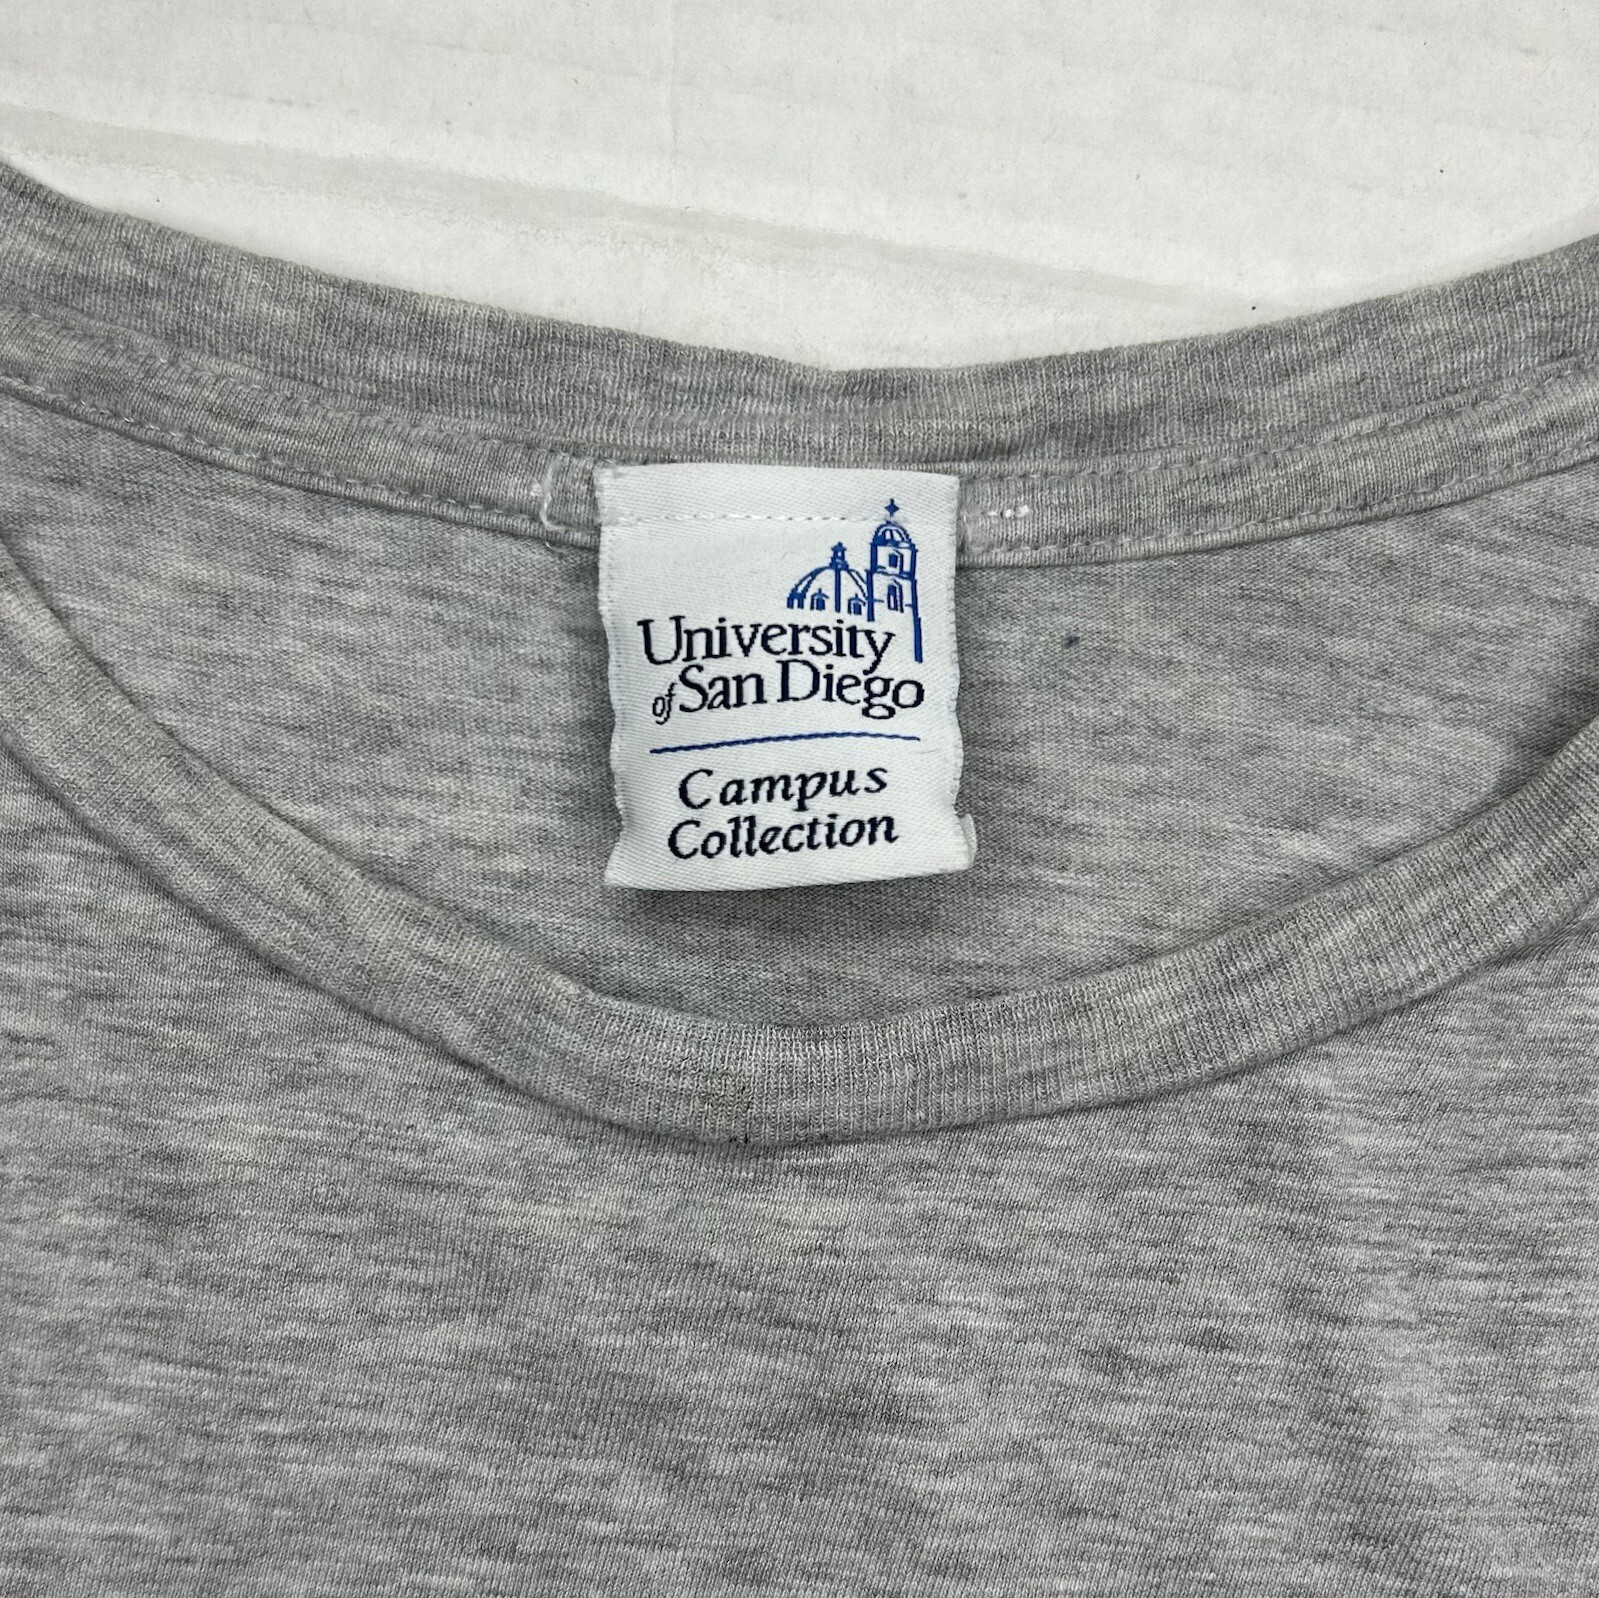 University
of San Diego
Campus
Collection